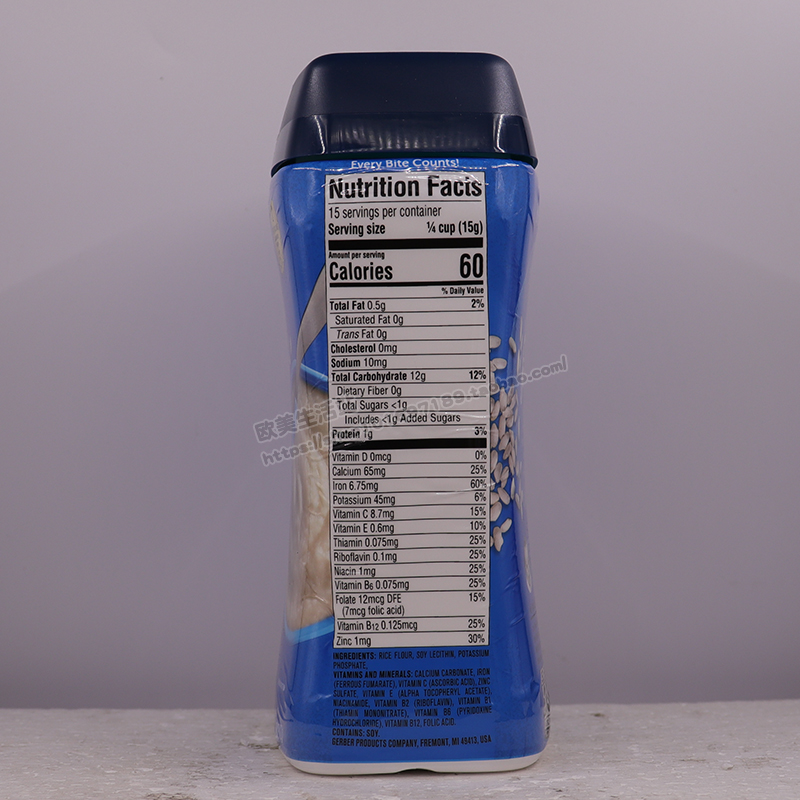 Every Bite Counts!
Nutrition Facts
15 servings per container
Serving size ¼ cup (15g)
Amount per serving
Calories 60
% Daily Value
Total Fat 0.5g 2%
Saturated Fat 0g
Trans Fat 0g
Cholesterol 0mg
Sodium 10mg
Total Carbohydrate 12g 12%
Dietary Fiber 0g
Total Sugars <1g
Includes <1g Added Sugars
Protein 1g 3%
Vitamin D 0mcg 0%
Calcium 65mg 25%
Iron 6.75mg 60%
Potassium 45mg 6%
Vitamin C 8.7mg 15%
Vitamin E 0.6mg 10%
Thiamin 0.075mg 25%
Riboflavin 0.1mg 25%
Niacin 1mg 25%
Vitamin B6 0.075mg 25%
Folate 12mcg DFE 15%
(7mcg folic acid)
Vitamin B12 0.125mcg 25%
Zinc 1mg 30%
INGREDIENTS: RICE FLOUR, SOY LECITHIN, POTASSIUM
PHOSPHATE,
VITAMINS AND MINERALS: CALCIUM CARBONATE, IRON
(FERROUS FUMARATE), VITAMIN C (ASCORBIC ACID), ZINC
SULFATE, VITAMIN E (ALPHA TOCOPHERYL ACETATE),
NIACINAMIDE, VITAMIN B2 (RIBOFLAVIN), VITAMIN B1
(THIAMIN MONONITRATE), VITAMIN B6 (PYRIDOXINE
HYDROCHLORIDE), VITAMIN B12, FOLIC ACID.
CONTAINS: SOY.
GERBER PRODUCTS COMPANY, FREMONT, MI 49413, USA
欧美生活
.taobao.com/